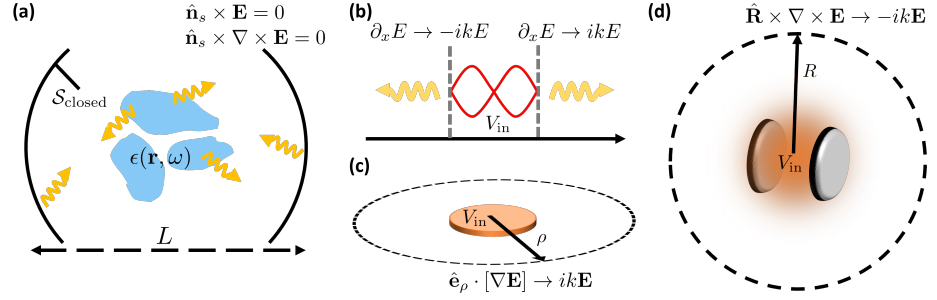 (a)
n̂ₛ × E = 0
n̂ₛ × ∇ × E = 0
S_closed
ϵ(r, ω)
L
(b)
∂ₓE → −ikE
∂ₓE → ikE
V_in
(c)
V_in
ρ
ê_ρ · [∇E] → ikE
(d)
R̂ × ∇ × E → −ikE
R
V_in